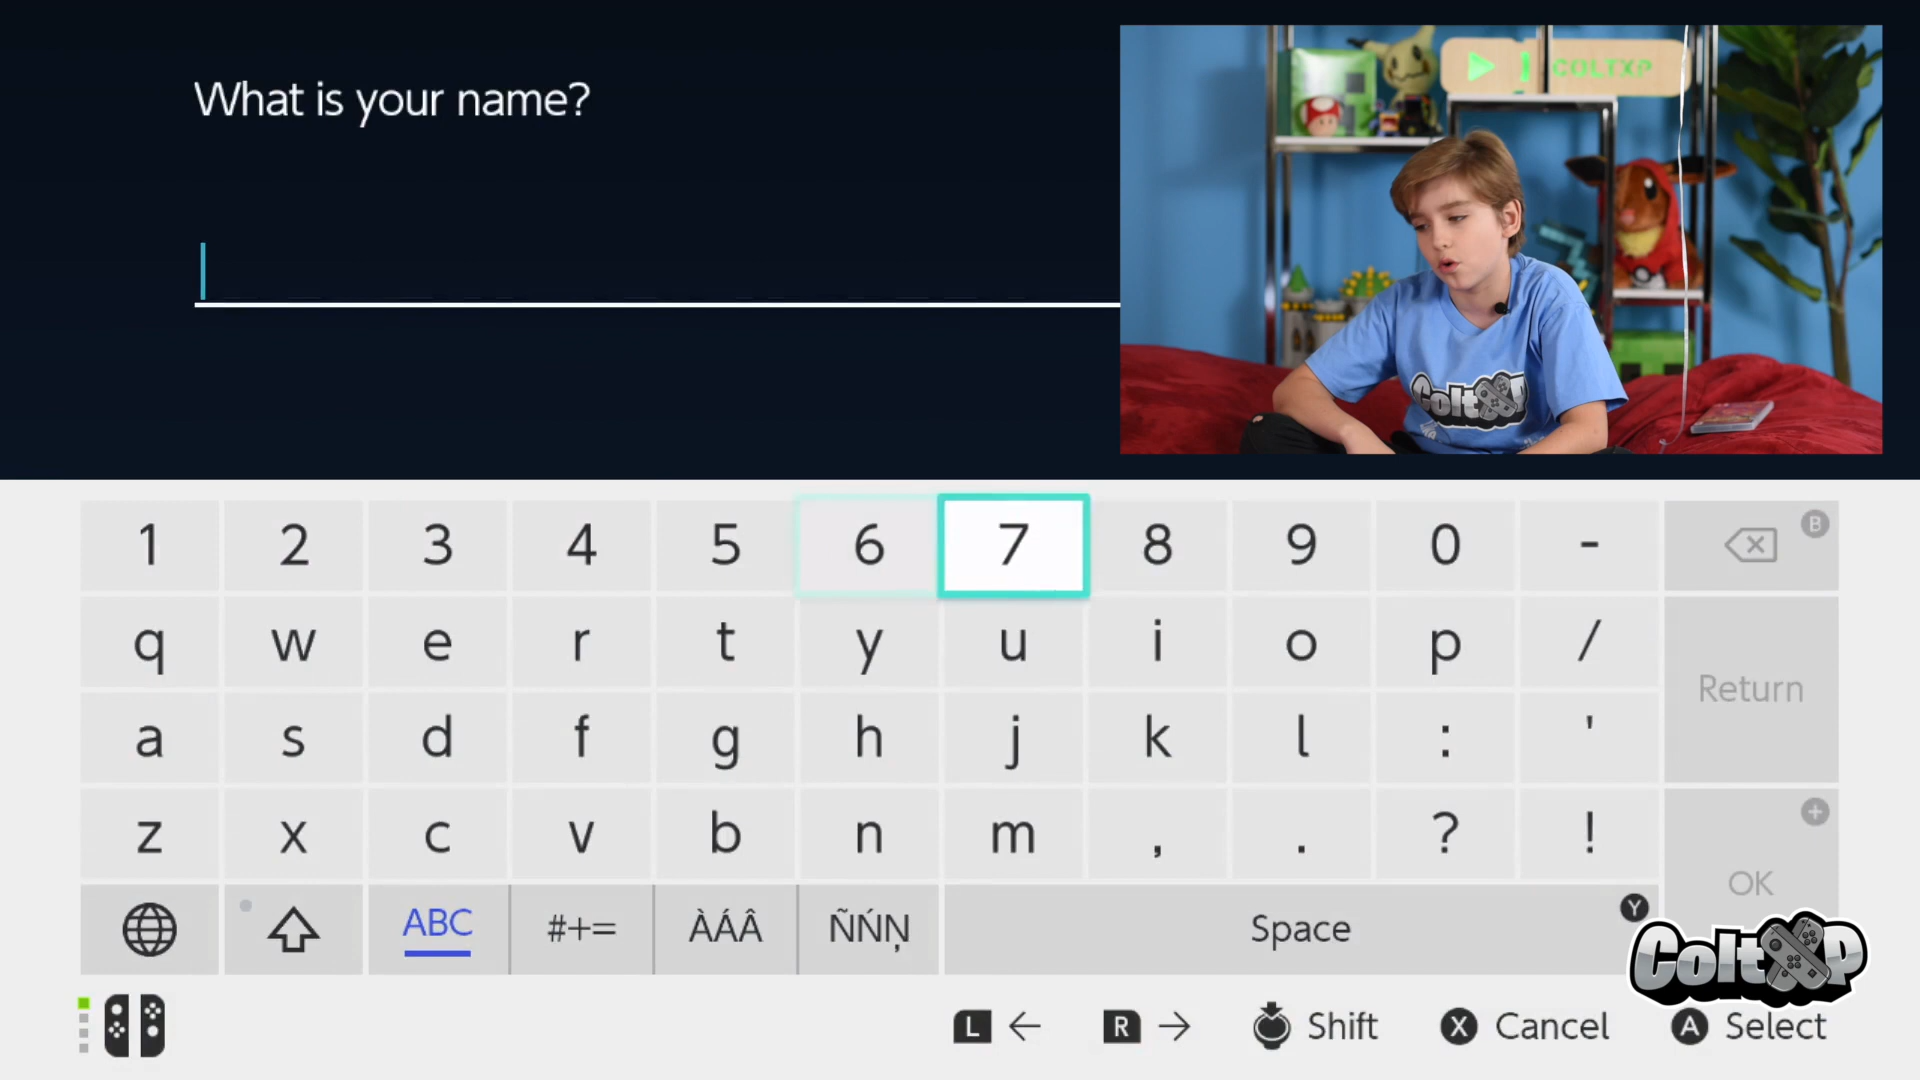 What is your name?
COLTXP
ColtXP
1 2 3 4 5 6 7 8 9 0 - B
q w e r t y u i o p / Return
a s d f g h j k l : '
z x c v b n m , . ? ! + OK
ABC #+= ÀÁÂ ÑŃŅ Space Y
ColtXP
L ← R → Shift X Cancel A Select